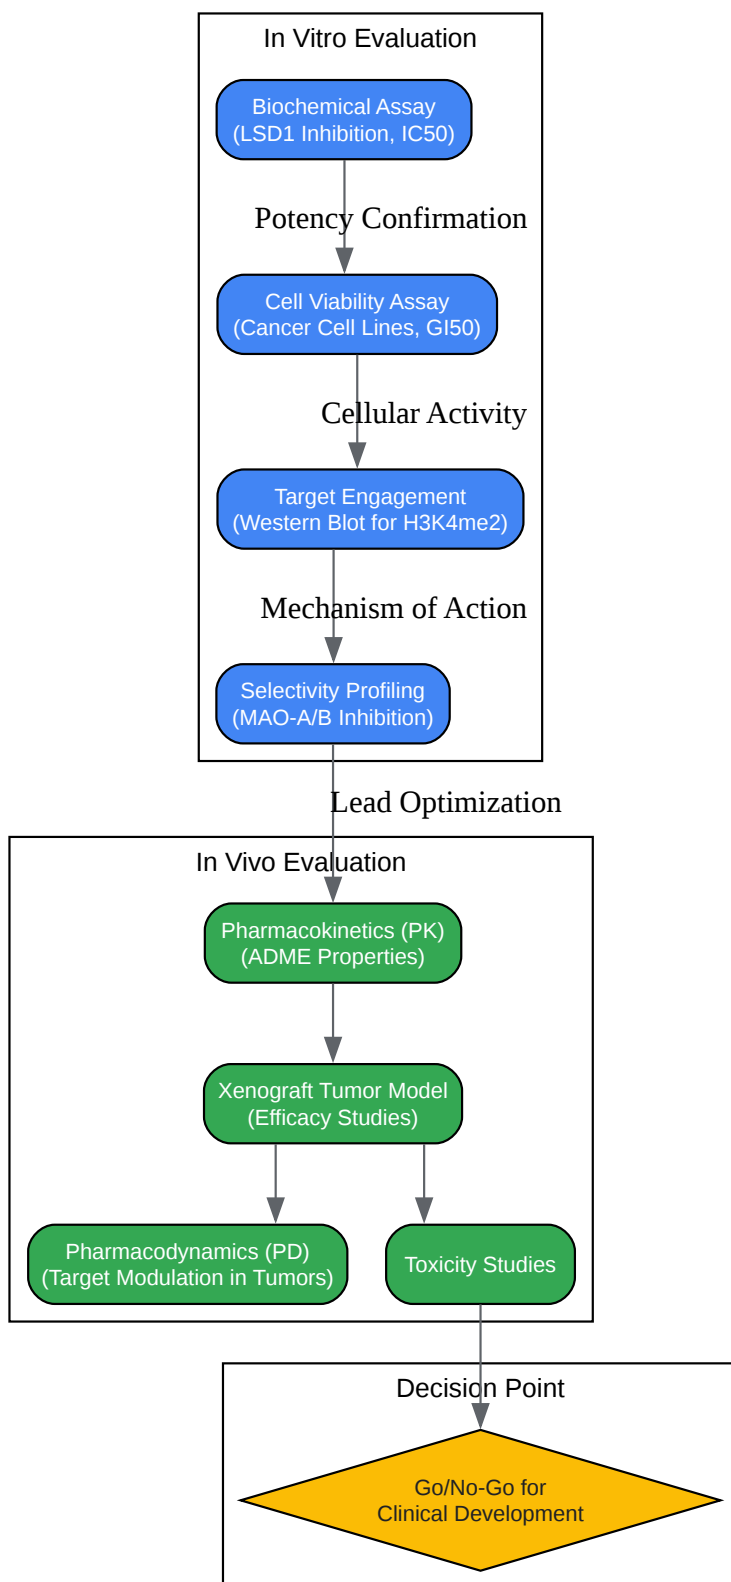 In Vitro Evaluation
Biochemical Assay
(LSD1 Inhibition, IC50)
Potency Confirmation
Cell Viability Assay
(Cancer Cell Lines, GI50)
Cellular Activity
Target Engagement
(Western Blot for H3K4me2)
Mechanism of Action
Selectivity Profiling
(MAO-A/B Inhibition)
Lead Optimization
In Vivo Evaluation
Pharmacokinetics (PK)
(ADME Properties)
Xenograft Tumor Model
(Efficacy Studies)
Pharmacodynamics (PD)
(Target Modulation in Tumors)
Toxicity Studies
Decision Point
Go/No-Go for
Clinical Development